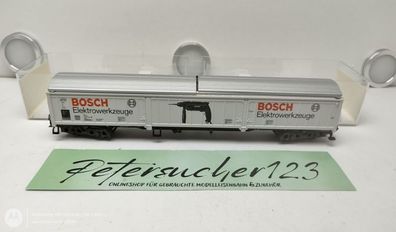 BOSCH
Elektrowerkzeuge
BOSCH
Elektrowerkzeuge
Petersucher123
ONLINESHOP FÜR GEBRAUCHTE MODELLEISENBAHN & ZUBEHÖR